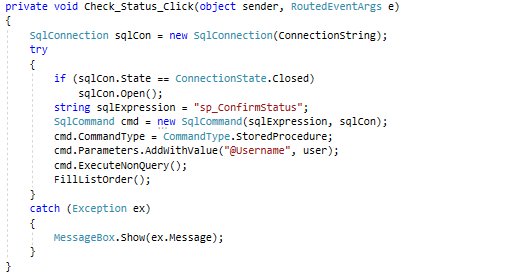 private void Check_Status_Click(object sender, RoutedEventArgs e)
{
    SqlConnection sqlCon = new SqlConnection(ConnectionString);
    try
    {
        if (sqlCon.State == ConnectionState.Closed)
            sqlCon.Open();
        string sqlExpression = "sp_ConfirmStatus";
        SqlCommand cmd = new SqlCommand(sqlExpression, sqlCon);
        cmd.CommandType = CommandType.StoredProcedure;
        cmd.Parameters.AddWithValue("@Username", user);
        cmd.ExecuteNonQuery();
        FillListOrder();
    }
    catch (Exception ex)
    {
        MessageBox.Show(ex.Message);
    }
}